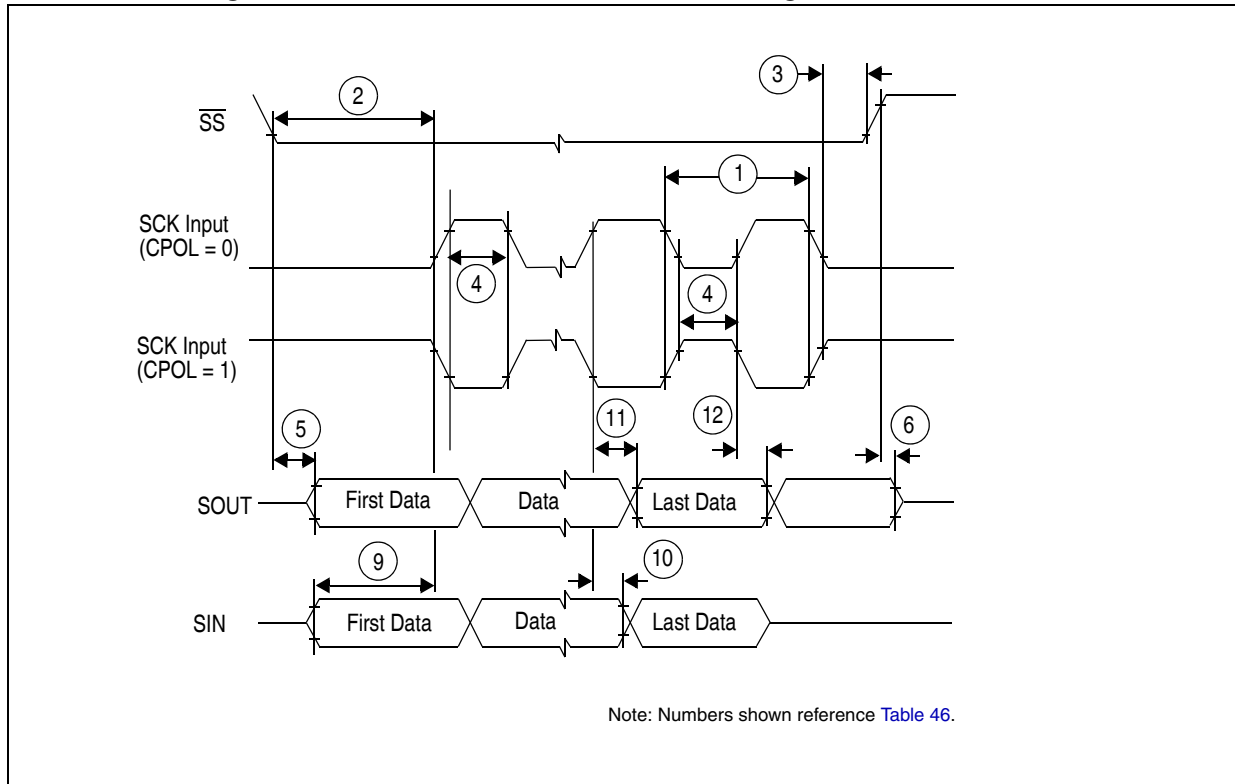 3
2
SS
1
SCK Input
(CPOL = 0)
4
4
SCK Input
(CPOL = 1)
5
11
12
6
SOUT
First Data
Data
Last Data
9
10
SIN
First Data
Data
Last Data
Note: Numbers shown reference Table 46.